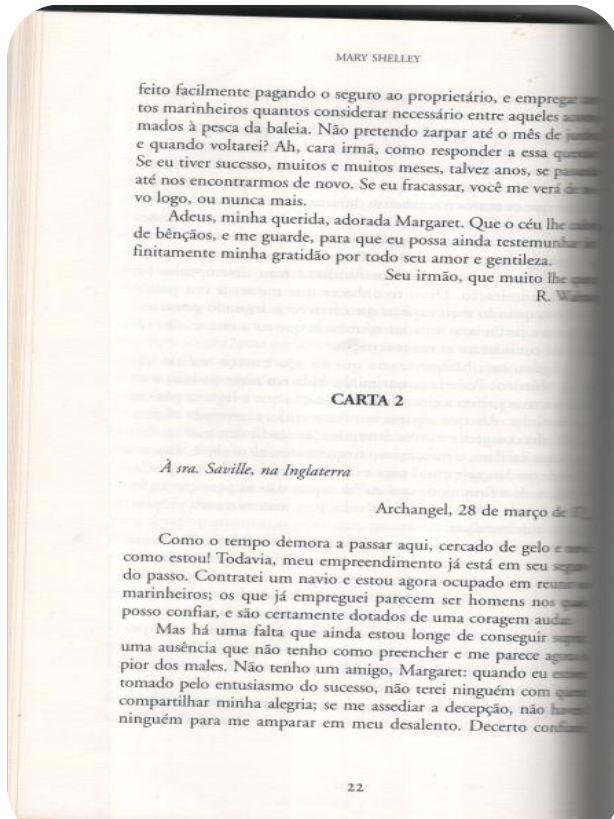 MARY SHELLEY
feito facilmente pagando o seguro ao proprietário, e empregar
tos marinheiros quantos considerar necessário entre aqueles
mados à pesca da baleia. Não pretendo zarpar até o mês de
e quando voltarei? Ah, cara irmã, como responder a essa
Se eu tiver sucesso, muitos e muitos meses, talvez anos, se
até nos encontrarmos de novo. Se eu fracassar, você me verá de
vo logo, ou nunca mais.
Adeus, minha querida, adorada Margaret. Que o céu lhe
de bênçãos, e me guarde, para que eu possa ainda testemunhar
finitamente minha gratidão por todo seu amor e gentileza.
Seu irmão, que muito lhe
R.
CARTA 2
À sra. Saville, na Inglaterra
Archangel, 28 de março de
Como o tempo demora a passar aqui, cercado de gelo e
como estou! Todavia, meu empreendimento já está em seu
do passo. Contratei um navio e estou agora ocupado em
marinheiros; os que já empreguei parecem ser homens nos
posso confiar, e são certamente dotados de uma coragem
Mas há uma falta que ainda estou longe de conseguir
uma ausência que não tenho como preencher e me parece
pior dos males. Não tenho um amigo, Margaret: quando eu
tomado pelo entusiasmo do sucesso, não terei ninguém com
compartilhar minha alegria; se me assediar a decepção, não
ninguém para me amparar em meu desalento. Decerto
22